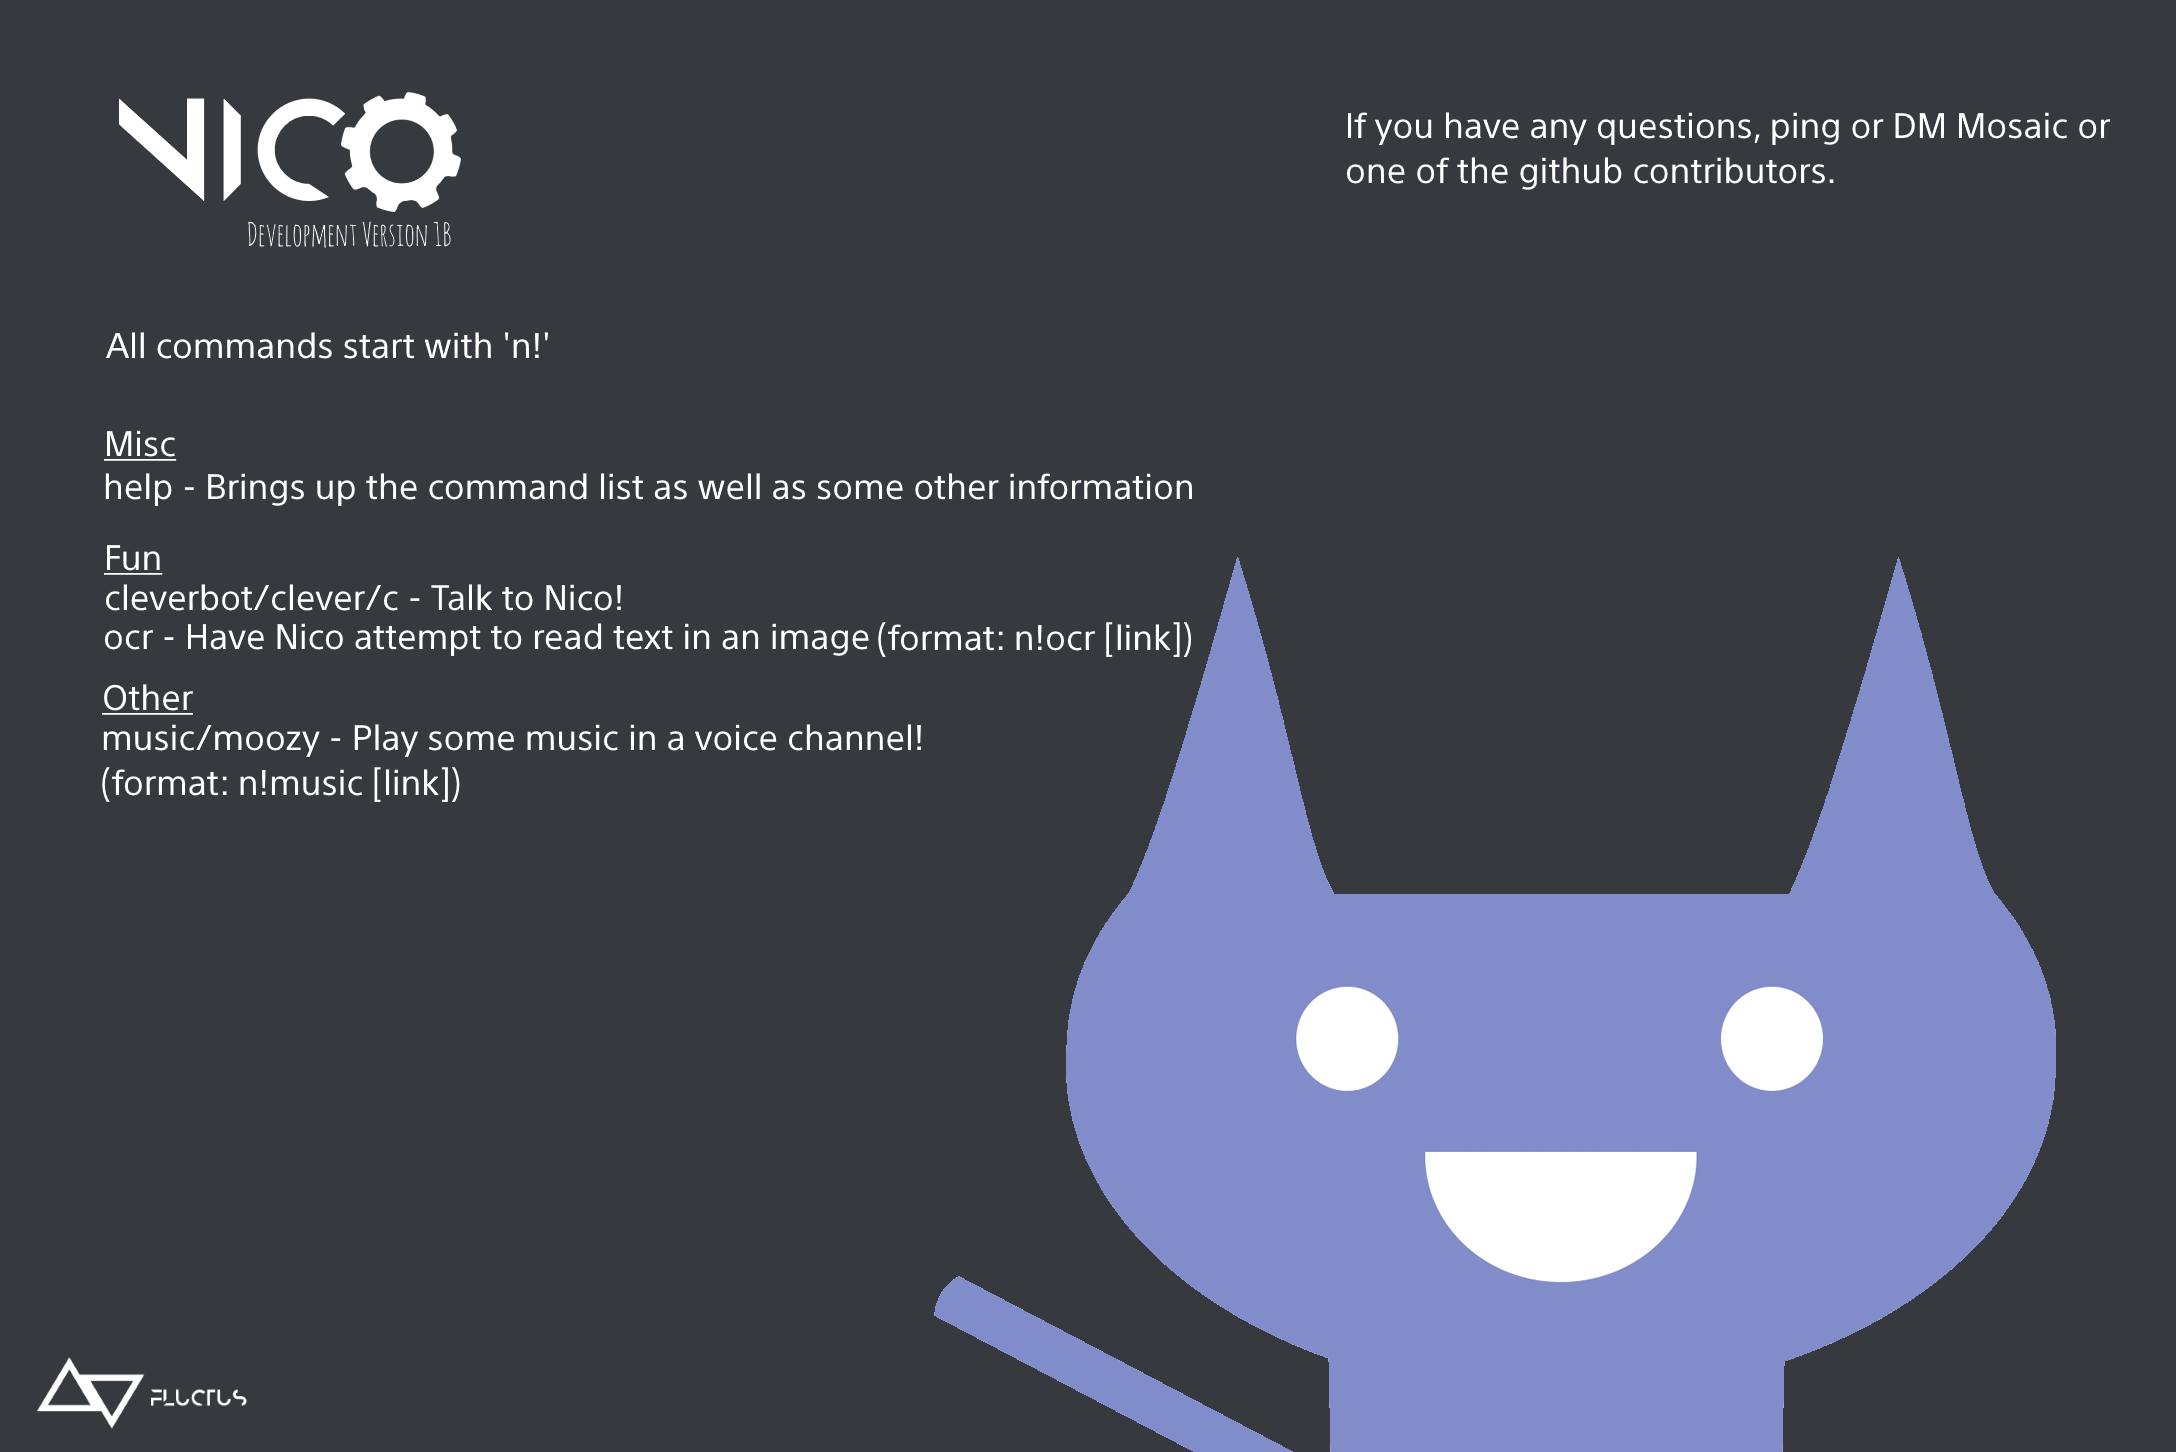 NICO
Development Version 1B
If you have any questions, ping or DM Mosaic or
one of the github contributors.
All commands start with 'n!'
Misc
help - Brings up the command list as well as some other information
Fun
cleverbot/clever/c - Talk to Nico!
ocr - Have Nico attempt to read text in an image (format: n!ocr [link])
Other
music/moozy - Play some music in a voice channel!
(format: n!music [link])
FLUCTUS